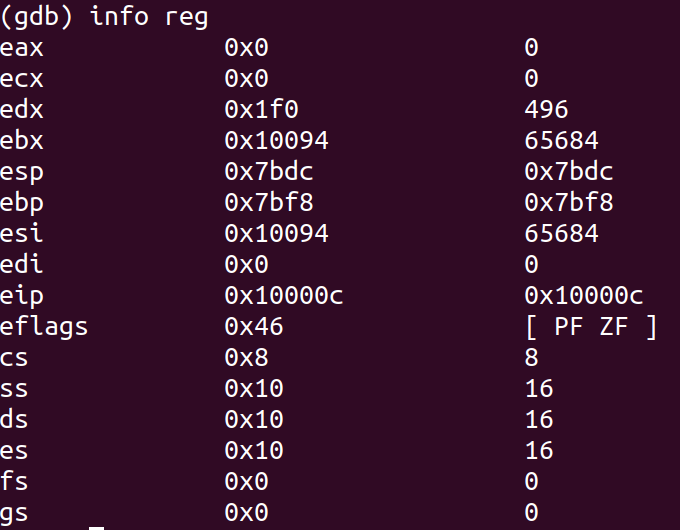 (gdb) info reg
eax 0x0 0
ecx 0x0 0
edx 0x1f0 496
ebx 0x10094 65684
esp 0x7bdc 0x7bdc
ebp 0x7bf8 0x7bf8
esi 0x10094 65684
edi 0x0 0
eip 0x10000c 0x10000c
eflags 0x46 [ PF ZF ]
cs 0x8 8
ss 0x10 16
ds 0x10 16
es 0x10 16
fs 0x0 0
gs 0x0 0